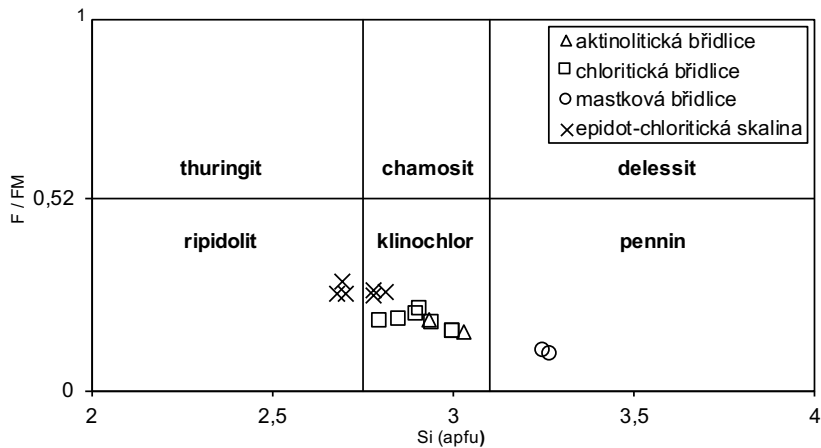 1
aktinolitická břidlice
chloritická břidlice
mastková břidlice
epidot-chloritická skalina
thuringit
chamosit
delessit
F / FM
0,52
ripidolit
klinochlor
pennin
0
2
2,5
3
3,5
4
Si (apfu)